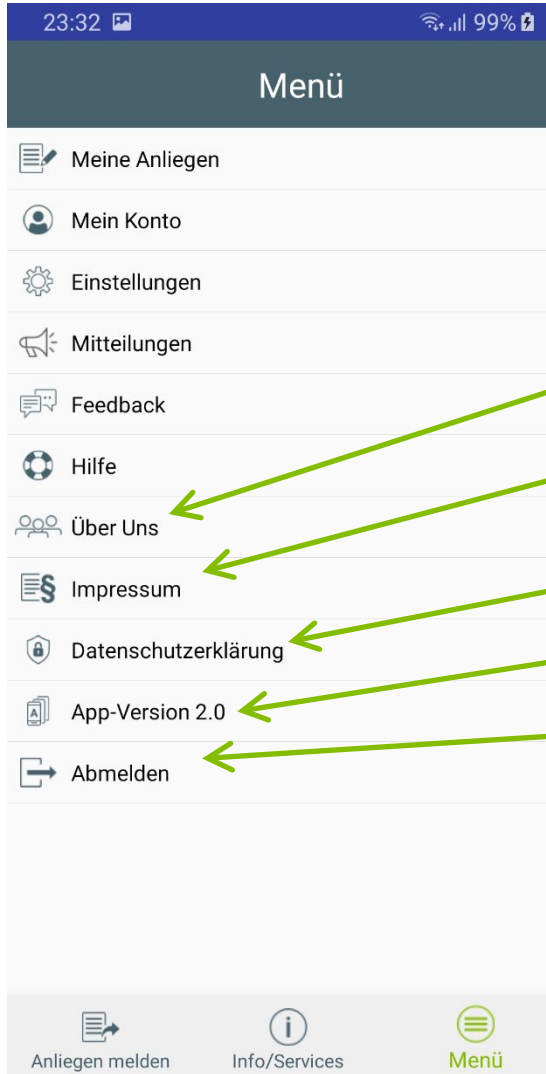 23:32 99%
Menü
Meine Anliegen
Mein Konto
Einstellungen
Mitteilungen
Feedback
Hilfe
Über Uns
§ Impressum
Datenschutzerklärung
A App-Version 2.0
Abmelden
Anliegen melden Info/Services Menü